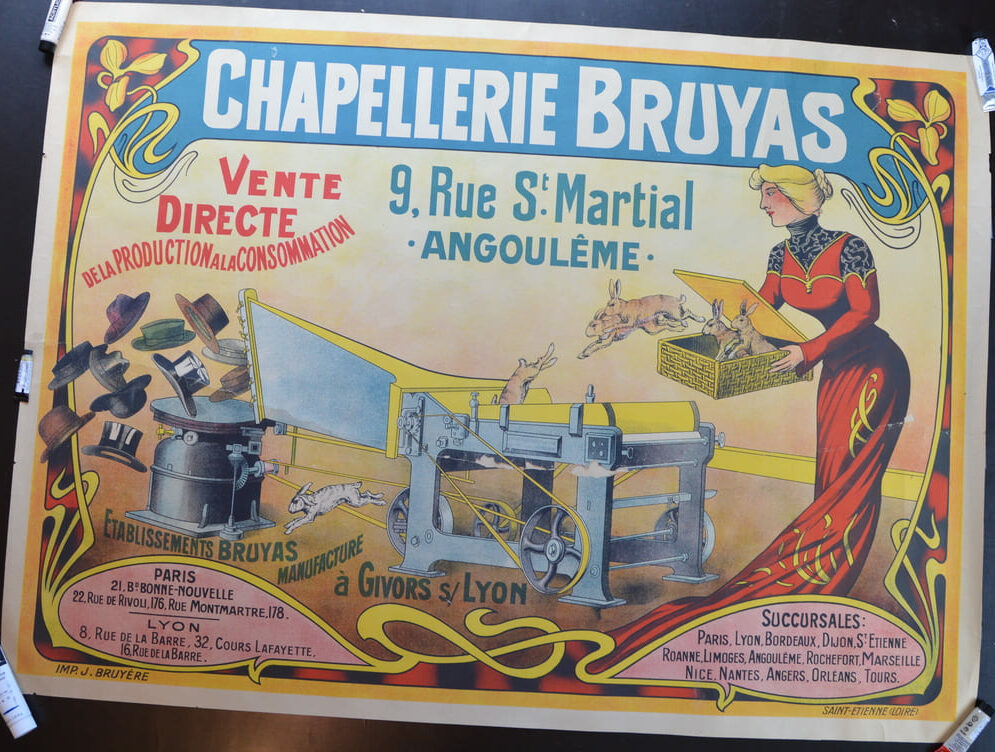 CHAPELLERIE BRUYAS
VENTE
DIRECTE
DE LA PRODUCTION A LA CONSOMMATION
9, Rue St. Martial
· ANGOULÊME ·
ETABLISSEMENTS BRUYAS
MANUFACTURE
à GIVORS S/ LYON
PARIS
21, Bd BONNE-NOUVELLE
22, RUE DE RIVOLI, 176, RUE MONTMARTRE, 178.
LYON
8, RUE DE LA BARRE, 32, COURS LAFAYETTE.
16, RUE DE LA BARRE.
SUCCURSALES:
PARIS, LYON, BORDEAUX, DIJON, St ETIENNE
ROANNE, LIMOGES, ANGOULÊME, ROCHEFORT, MARSEILLE
NICE, NANTES, ANGERS, ORLEANS, TOURS.
IMP. J. BRUYÈRE
SAINT-ETIENNE (LOIRE)